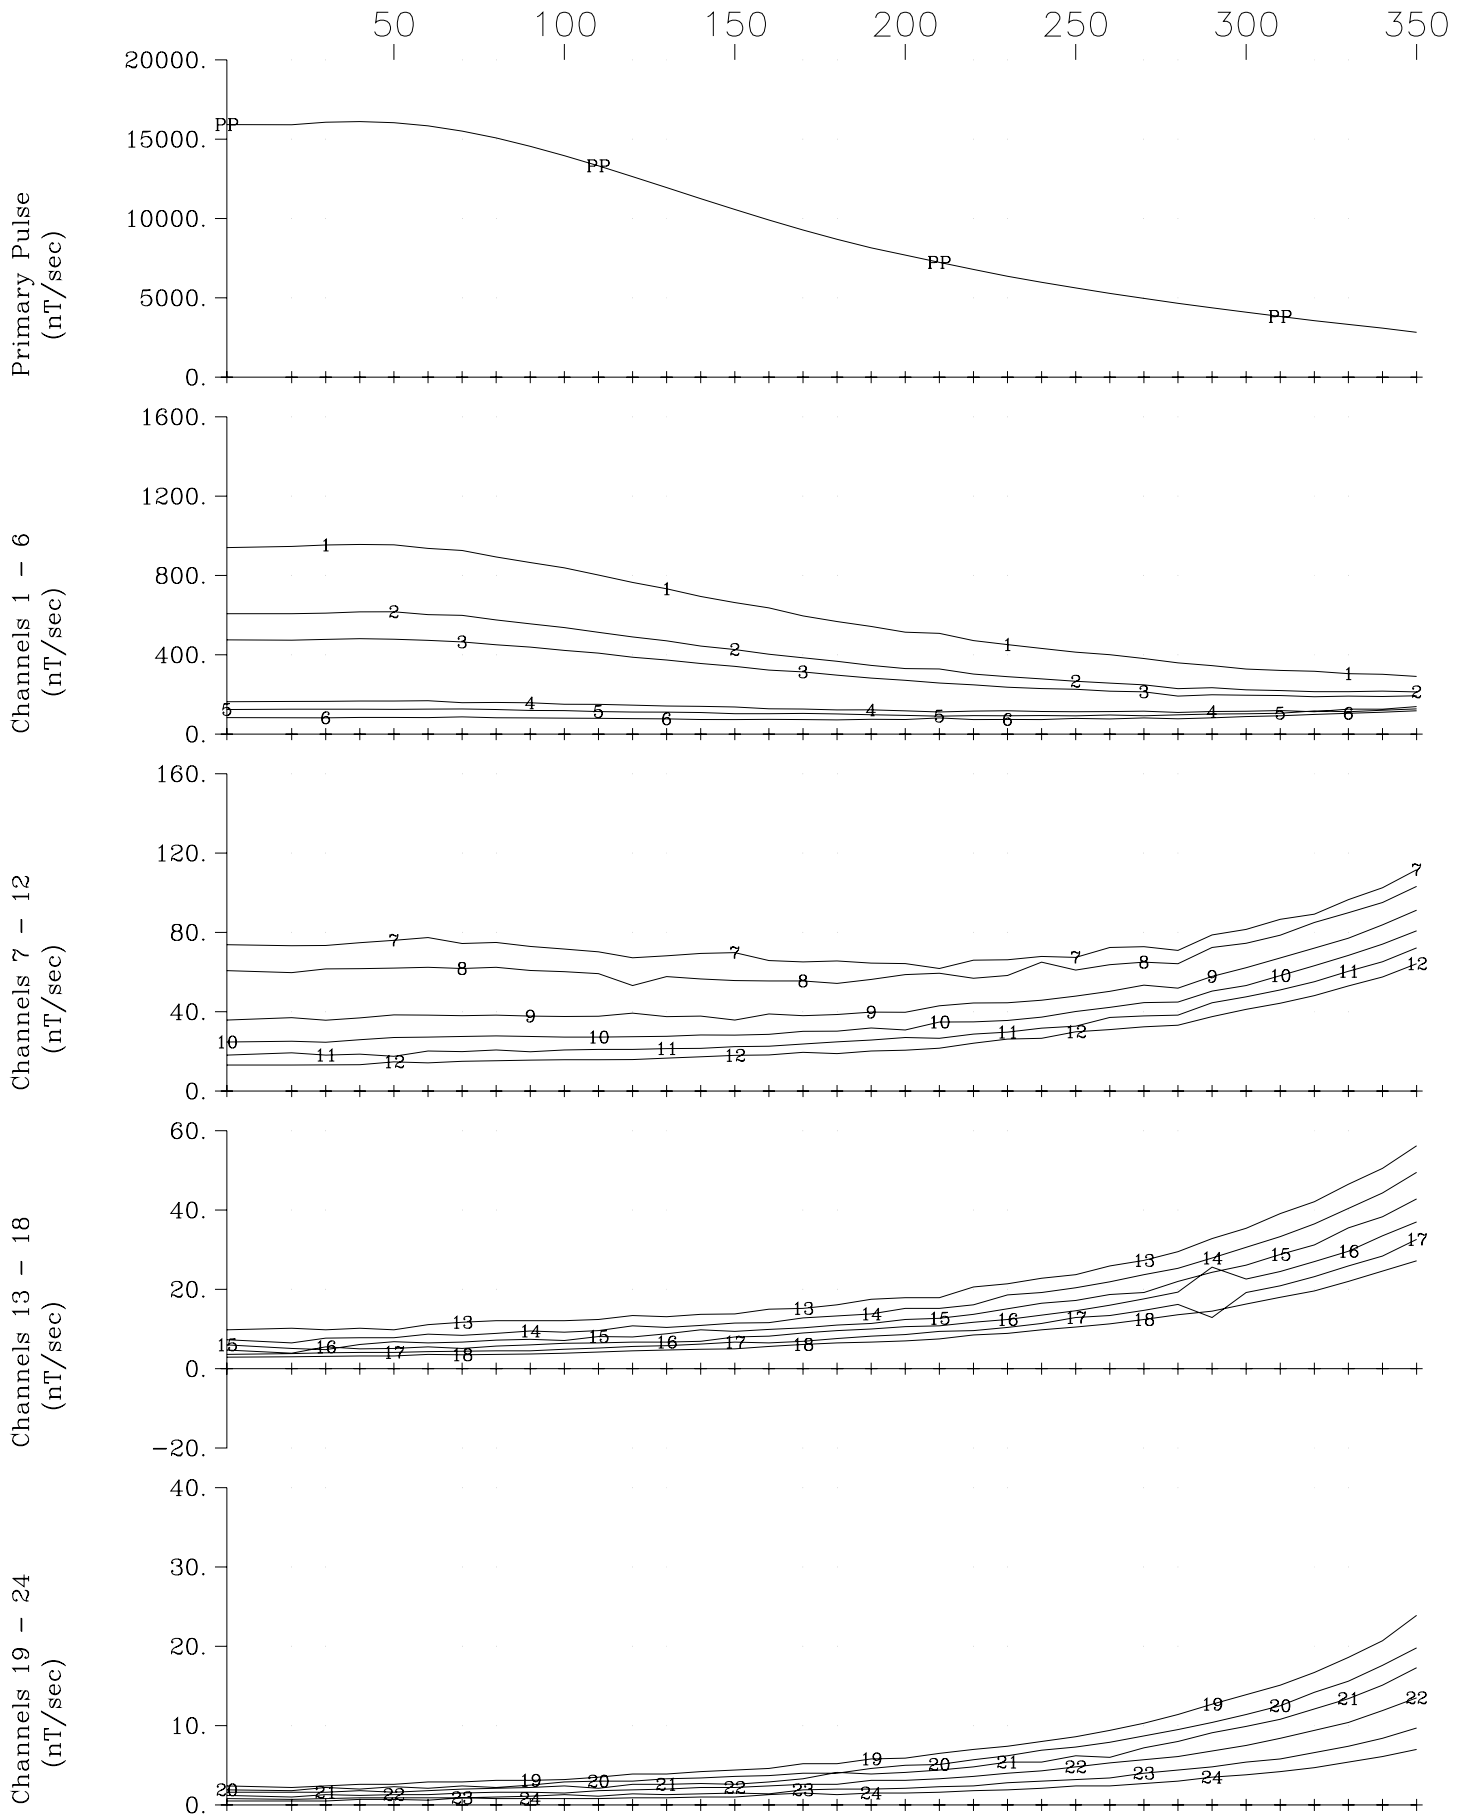 50 100 150 200 250 300 350
20000.
15000.
10000.
5000.
0.
Primary Pulse
(nT/sec)
PP PP PP PP
1600.
1200.
800.
400.
0.
Channels 1 - 6
(nT/sec)
1 1 1 1
2 2 2 2
3 3 3
4 4 4
5 5 5 5
6 6 6 6
160.
120.
80.
40.
0.
Channels 7 - 12
(nT/sec)
7 7 7 7
8 8 8
9 9 9
10 10 10 10
11 11 11 11
12 12 12 12
60.
40.
20.
0.
-20.
Channels 13 - 18
(nT/sec)
13 13 13
14 14 14
15 15 15 15
16 16 16 16
17 17 17 17
18 18 18
40.
30.
20.
10.
0.
Channels 19 - 24
(nT/sec)
19 19 19
20 20 20 20
21 21 21 21
22 22 22 22
23 23 23
24 24 24